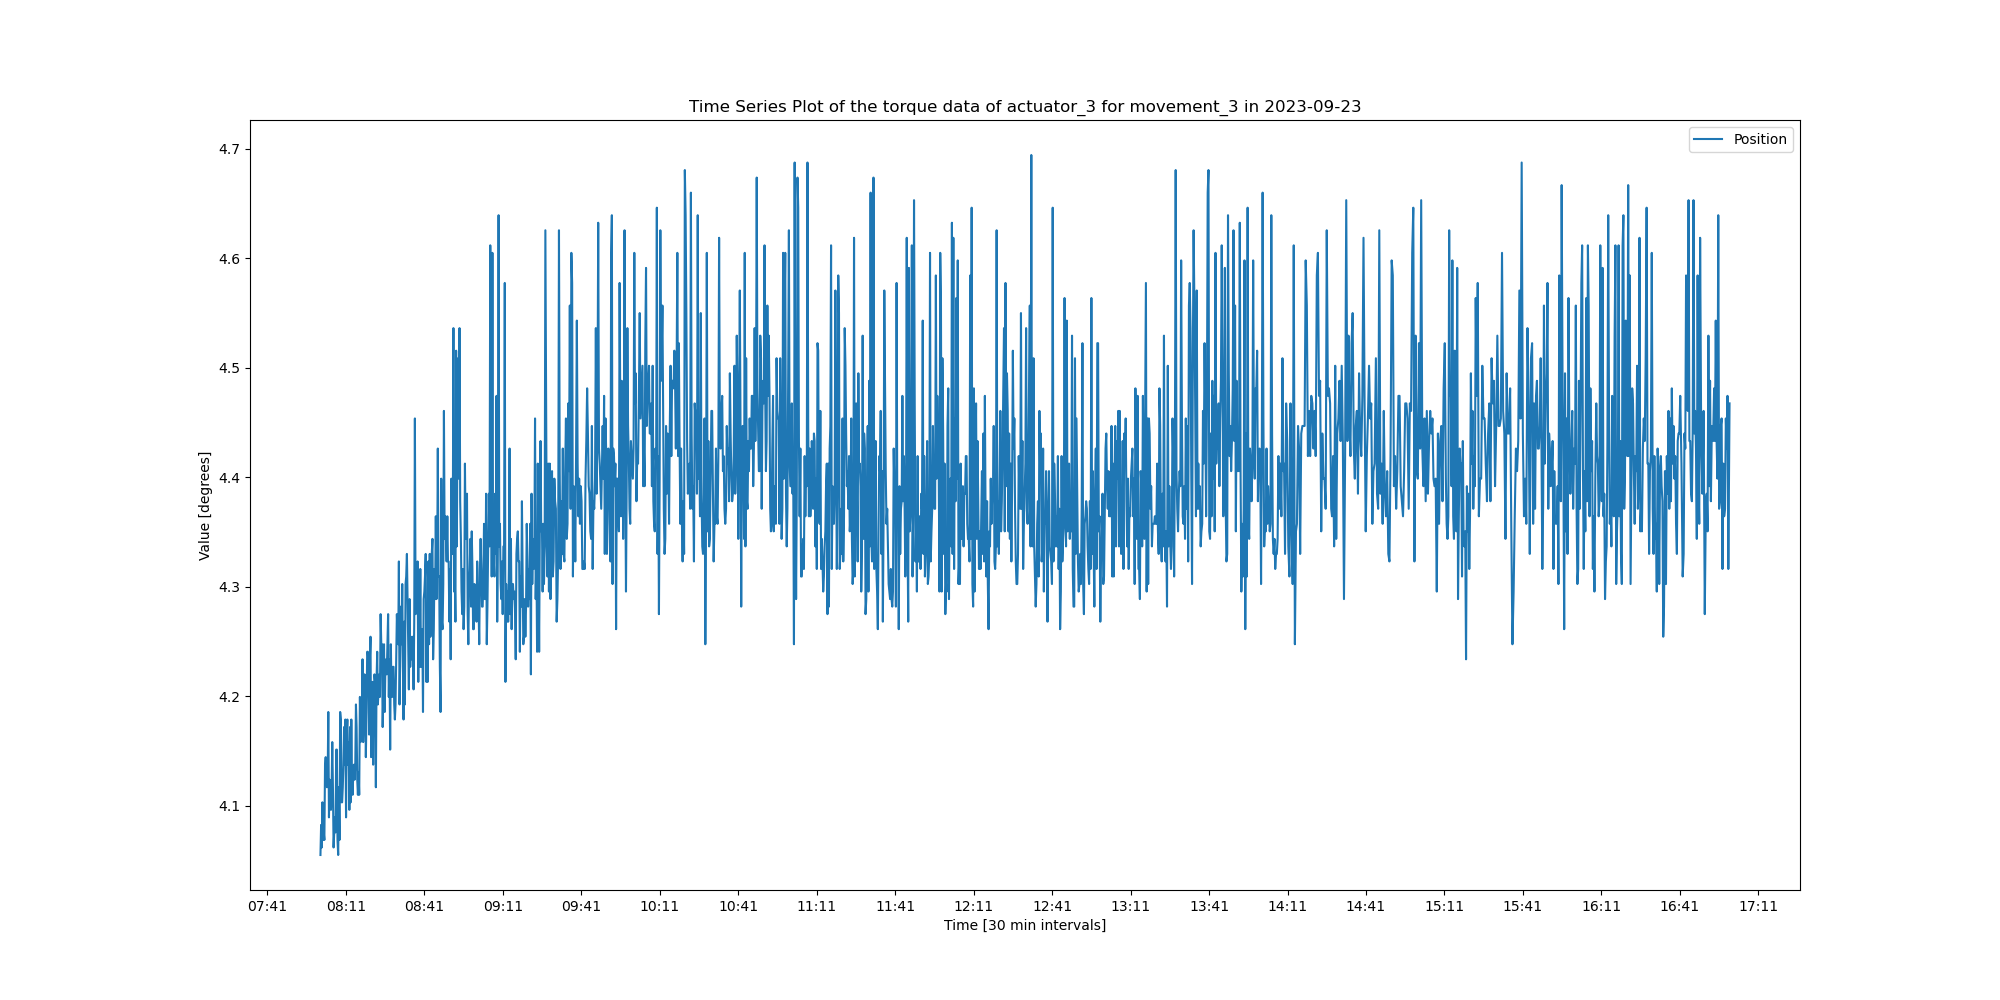 Time Series Plot of the torque data of actuator_3 for movement_3 in 2023-09-23
Position
4.7
4.6
4.5
4.4
4.3
4.2
4.1
Value [degrees]
07:41 08:11 08:41 09:11 09:41 10:11 10:41 11:11 11:41 12:11 12:41 13:11 13:41 14:11 14:41 15:11 15:41 16:11 16:41 17:11
Time [30 min intervals]